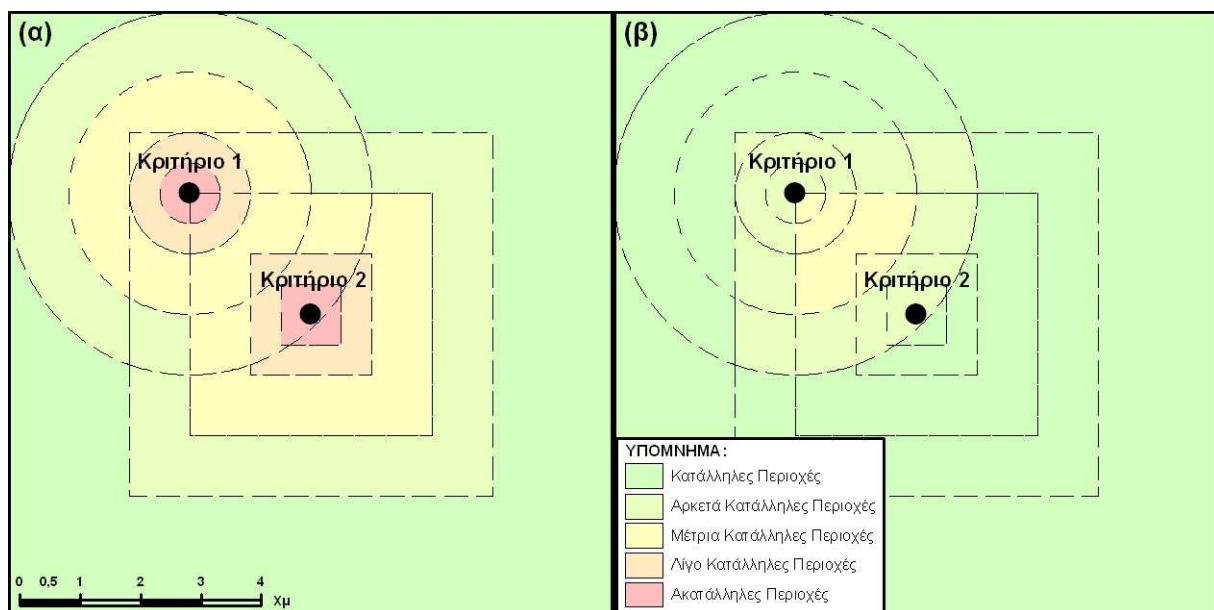 (α)
Κριτήριο 1
Κριτήριο 2
0 0,5 1 2 3 4
Χμ
(β)
Κριτήριο 1
Κριτήριο 2
ΥΠΟΜΝΗΜΑ:
Κατάλληλες Περιοχές
Αρκετά Κατάλληλες Περιοχές
Μέτρια Κατάλληλες Περιοχές
Λίγο Κατάλληλες Περιοχές
Ακατάλληλες Περιοχές